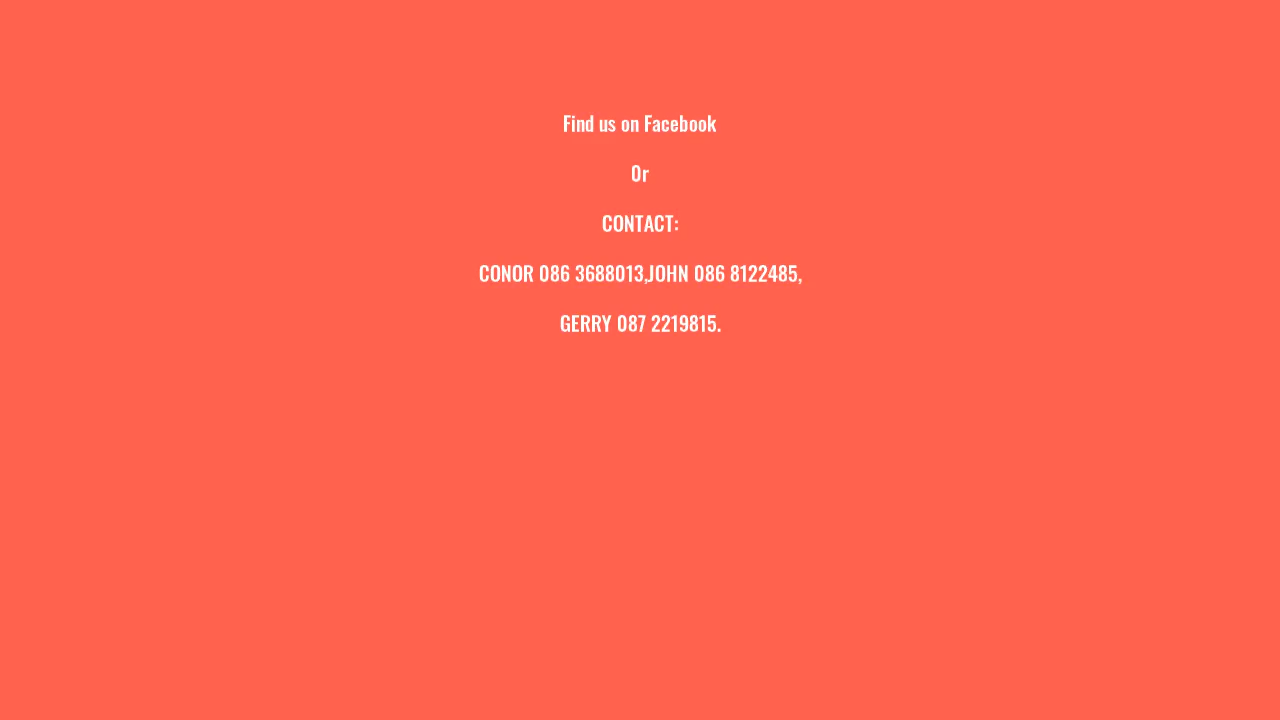 Find us on Facebook
Or
CONTACT:
CONOR 086 3688013,JOHN 086 8122485,
GERRY 087 2219815.